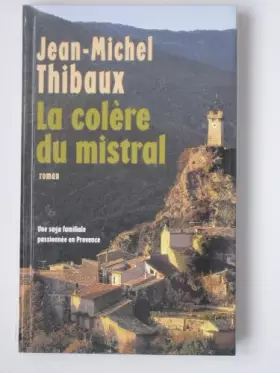 Jean-Michel
Thibaux
La colère
du mistral
roman
Une saga familiale
passionnée en Provence